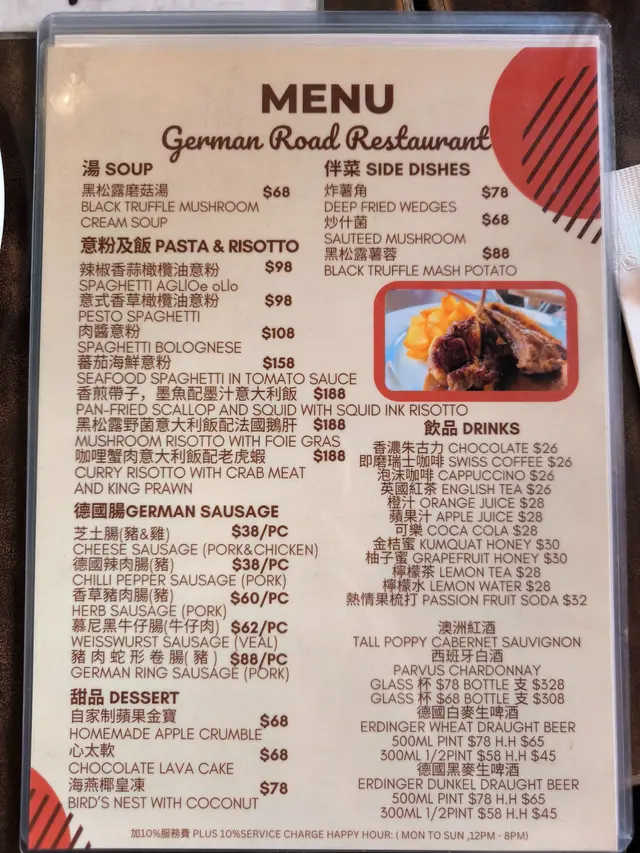 MENU
German Road Restaurant
湯 SOUP
黑松露磨菇湯 $68
BLACK TRUFFLE MUSHROOM
CREAM SOUP
意粉及飯 PASTA & RISOTTO
辣椒香蒜橄欖油意粉 $98
SPAGHETTI AGLIOe oLIo
意式香草橄欖油意粉 $98
PESTO SPAGHETTI
肉醬意粉 $108
SPAGHETTI BOLOGNESE
蕃茄海鮮意粉 $158
SEAFOOD SPAGHETTI IN TOMATO SAUCE
香煎帶子，墨魚配墨汁意大利飯 $188
PAN-FRIED SCALLOP AND SQUID WITH SQUID INK RISOTTO
黑松露野菌意大利飯配法國鵝肝 $188
MUSHROOM RISOTTO WITH FOIE GRAS
咖哩蟹肉意大利飯配老虎蝦 $188
CURRY RISOTTO WITH CRAB MEAT
AND KING PRAWN
德國腸GERMAN SAUSAGE
芝士腸(豬&雞) $38/PC
CHEESE SAUSAGE (PORK&CHICKEN)
德國辣肉腸(豬) $38/PC
CHILLI PEPPER SAUSAGE (PORK)
香草豬肉腸(豬) $60/PC
HERB SAUSAGE (PORK)
慕尼黑牛仔腸(牛仔肉) $62/PC
WEISSWURST SAUSAGE (VEAL)
豬肉蛇形卷腸(豬) $88/PC
GERMAN RING SAUSAGE (PORK)
甜品 DESSERT
自家制蘋果金寶 $68
HOMEMADE APPLE CRUMBLE
心太軟 $68
CHOCOLATE LAVA CAKE
海燕椰皇凍 $78
BIRD'S NEST WITH COCONUT
伴菜 SIDE DISHES
炸薯角 $78
DEEP FRIED WEDGES
炒什菌 $68
SAUTEED MUSHROOM
黑松露薯蓉 $88
BLACK TRUFFLE MASH POTATO
飲品 DRINKS
香濃朱古力 CHOCOLATE $26
即磨瑞士咖啡 SWISS COFFEE $26
泡沫咖啡 CAPPUCCINO $26
英國紅茶 ENGLISH TEA $26
橙汁 ORANGE JUICE $28
蘋果汁 APPLE JUICE $28
可樂 COCA COLA $28
金桔蜜 KUMQUAT HONEY $30
柚子蜜 GRAPEFRUIT HONEY $30
檸檬茶 LEMON TEA $28
檸檬水 LEMON WATER $28
熱情果梳打 PASSION FRUIT SODA $32
澳洲紅酒
TALL POPPY CABERNET SAUVIGNON
西班牙白酒
PARVUS CHARDONNAY
GLASS 杯 $78 BOTTLE 支 $328
GLASS 杯 $68 BOTTLE 支 $308
德國白麥生啤酒
ERDINGER WHEAT DRAUGHT BEER
500ML PINT $78 H.H $65
300ML 1/2PINT $58 H.H $45
德國黑麥生啤酒
ERDINGER DUNKEL DRAUGHT BEER
500ML PINT $78 H.H $65
300ML 1/2PINT $58 H.H $45
加10%服務費 PLUS 10%SERVICE CHARGE HAPPY HOUR: ( MON TO SUN ,12PM - 8PM)